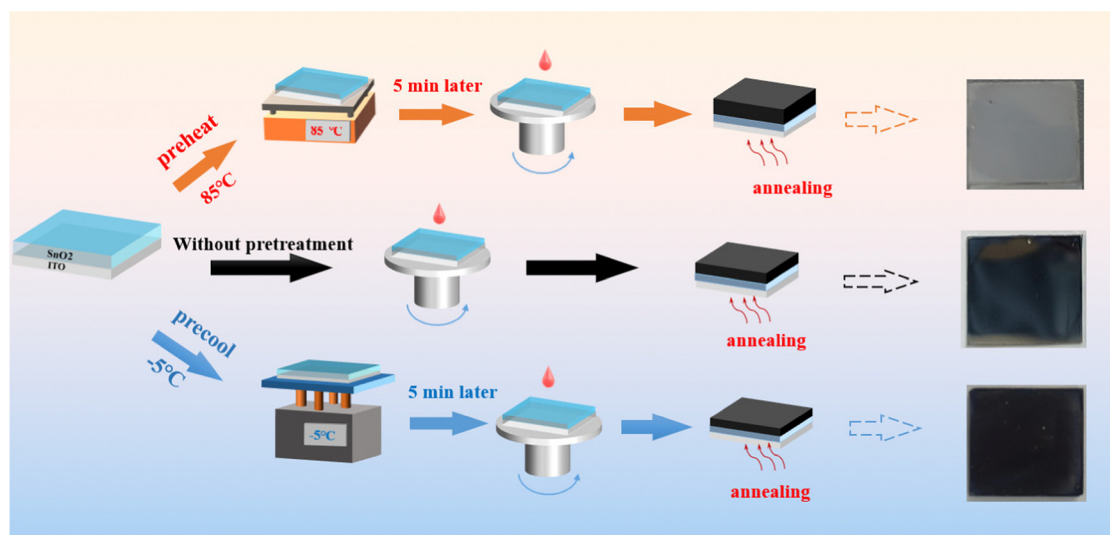 preheat
85℃
85 ℃
5 min later
annealing
SnO2
ITO
Without pretreatment
annealing
precool
-5℃
-5℃
5 min later
annealing